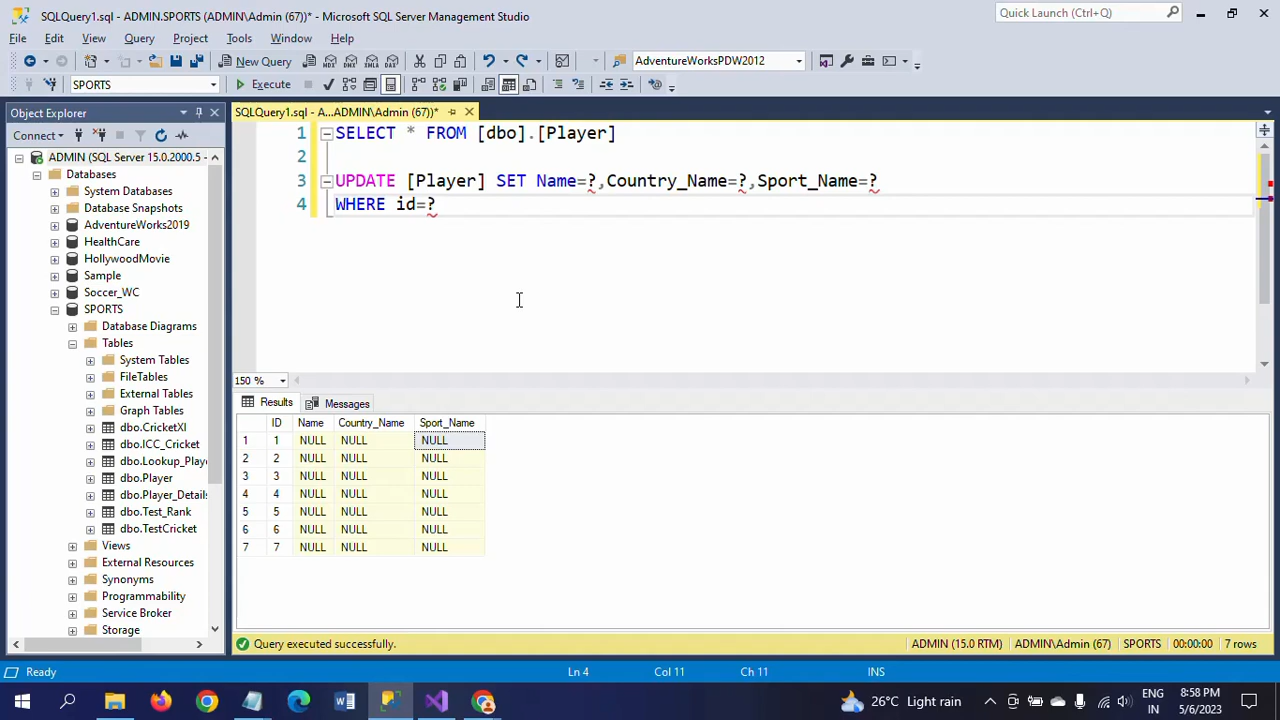 SQLQuery1.sql - ADMIN.SPORTS (ADMIN\Admin (67))* - Microsoft SQL Server Management Studio
Quick Launch (Ctrl+Q)
File Edit View Query Project Tools Window Help
New Query
MDX DMX XMLA DAX
AdventureWorksPDW2012
SPORTS
Execute
Object Explorer
SQLQuery1.sql - A...ADMIN\Admin (67))*
Connect
ADMIN (SQL Server 15.0.2000.5 -
Databases
System Databases
Database Snapshots
AdventureWorks2019
HealthCare
HollywoodMovie
Sample
Soccer_WC
SPORTS
Database Diagrams
Tables
System Tables
FileTables
External Tables
Graph Tables
dbo.CricketXI
dbo.ICC_Cricket
dbo.Lookup_Playe
dbo.Player
dbo.Player_Details
dbo.Test_Rank
dbo.TestCricket
Views
External Resources
Synonyms
Programmability
Service Broker
Storage
1 SELECT * FROM [dbo].[Player]
2
3 UPDATE [Player] SET Name=?,Country_Name=?,Sport_Name=?
4 WHERE id=?
150 %
Results Messages
ID Name Country_Name Sport_Name
1 1 NULL NULL NULL
2 2 NULL NULL NULL
3 3 NULL NULL NULL
4 4 NULL NULL NULL
5 5 NULL NULL NULL
6 6 NULL NULL NULL
7 7 NULL NULL NULL
Query executed successfully. ADMIN (15.0 RTM) ADMIN\Admin (67) SPORTS 00:00:00 7 rows
Ready Ln 4 Col 11 Ch 11 INS
26°C Light rain
ENG
IN
8:58 PM
5/6/2023